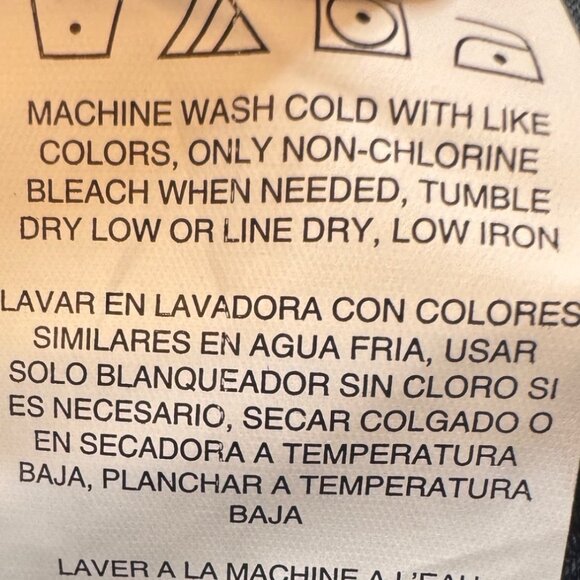 MACHINE WASH COLD WITH LIKE
COLORS, ONLY NON-CHLORINE
BLEACH WHEN NEEDED, TUMBLE
DRY LOW OR LINE DRY, LOW IRON
LAVAR EN LAVADORA CON COLORES
SIMILARES EN AGUA FRIA, USAR
SOLO BLANQUEADOR SIN CLORO SI
ES NECESARIO, SECAR COLGADO O
EN SECADORA A TEMPERATURA
BAJA, PLANCHAR A TEMPERATURA
BAJA
LAVER A LA MACHINE A L'EAU